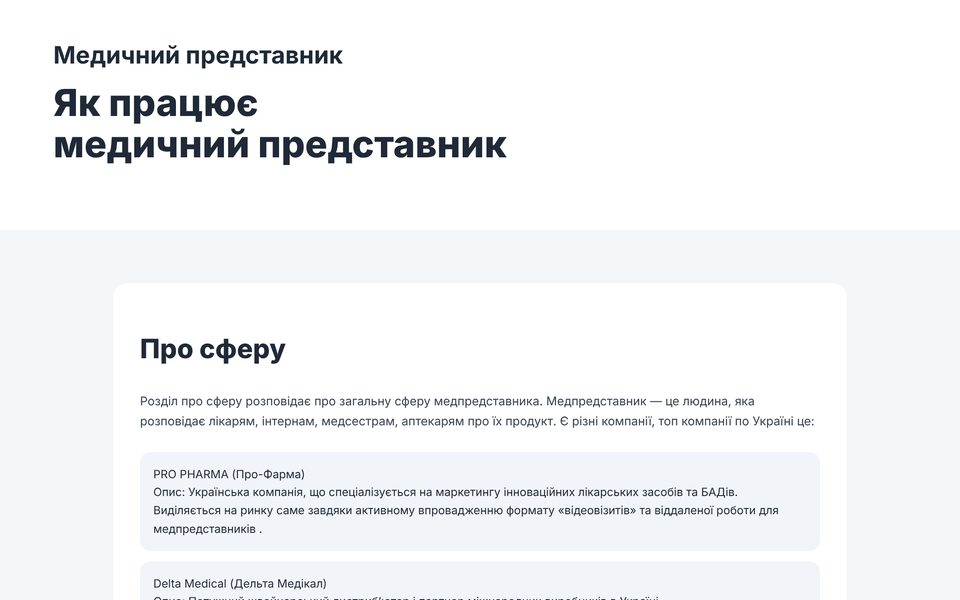 Медичний представник
Як працює
медичний представник
Про сферу
Розділ про сферу розповідає про загальну сферу медпредставника. Медпредставник — це людина, яка
розповідає лікарям, інтернам, медсестрам, аптекарям про їх продукт. Є різні компанії, топ компанії по Україні це:
PRO PHARMA (Про-Фарма)
Опис: Українська компанія, що спеціалізується на маркетингу інноваційних лікарських засобів та БАДів.
Виділяється на ринку саме завдяки активному впровадженню формату «відеовізитів» та віддаленої роботи для
медпредставників .
Delta Medical (Дельта Медікал)